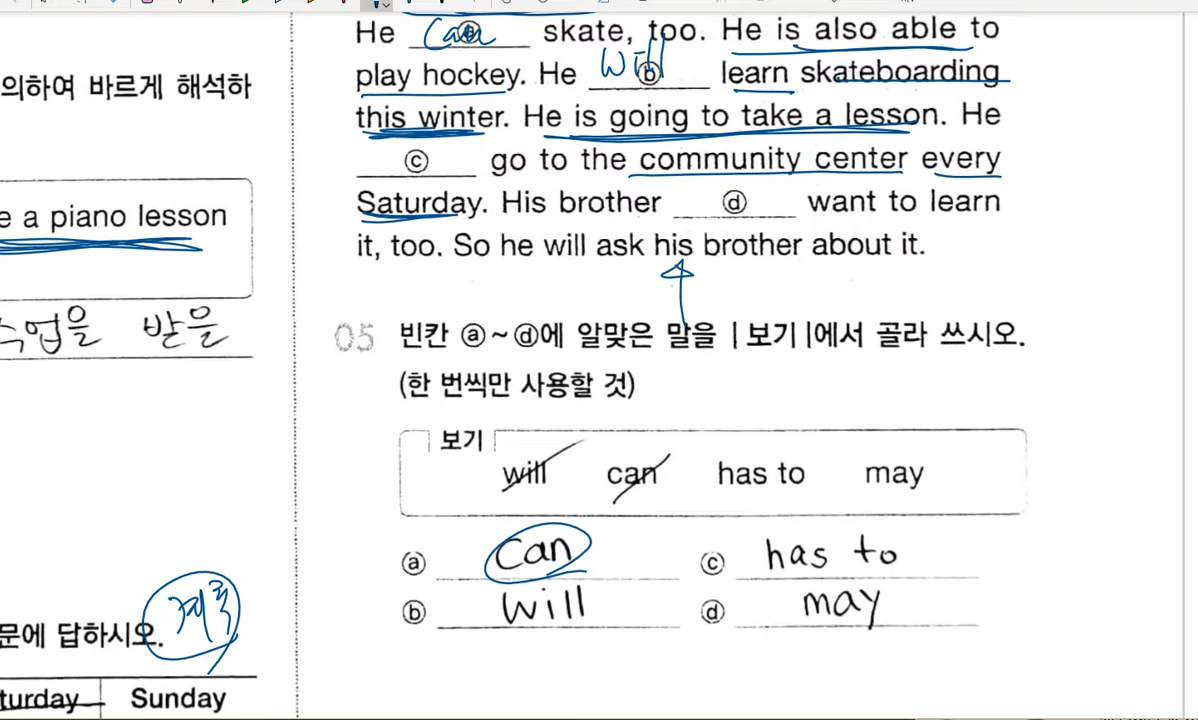 의하여 바르게 해석하
e a piano lesson
수업을 받을
계획
문에 답하시오.
turday Sunday
He can ⓐ skate, too. He is also able to
play hockey. He will ⓑ learn skateboarding
this winter. He is going to take a lesson. He
ⓒ go to the community center every
Saturday. His brother ⓓ want to learn
it, too. So he will ask his brother about it.
05 빈칸 ⓐ~ⓓ에 알맞은 말을 |보기|에서 골라 쓰시오.
(한 번씩만 사용할 것)
보기
will can has to may
ⓐ can ⓒ has to
ⓑ will ⓓ may